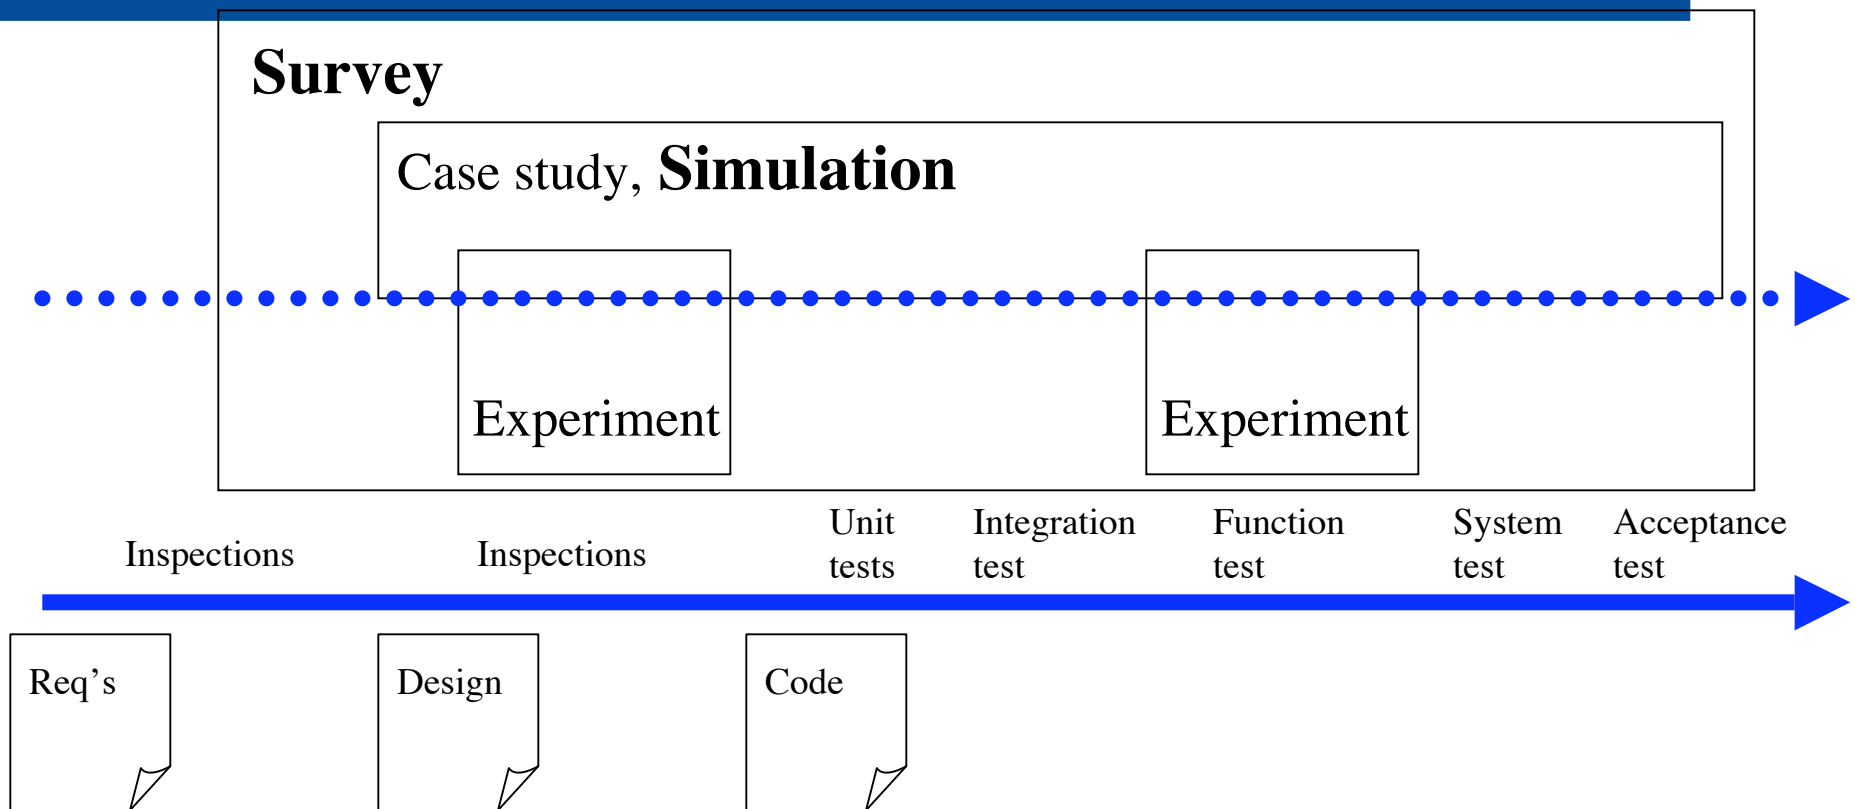 Survey
Case study, Simulation
Experiment
Experiment
Inspections
Inspections
Unit
tests
Integration
test
Function
test
System
test
Acceptance
test
Req’s
Design
Code